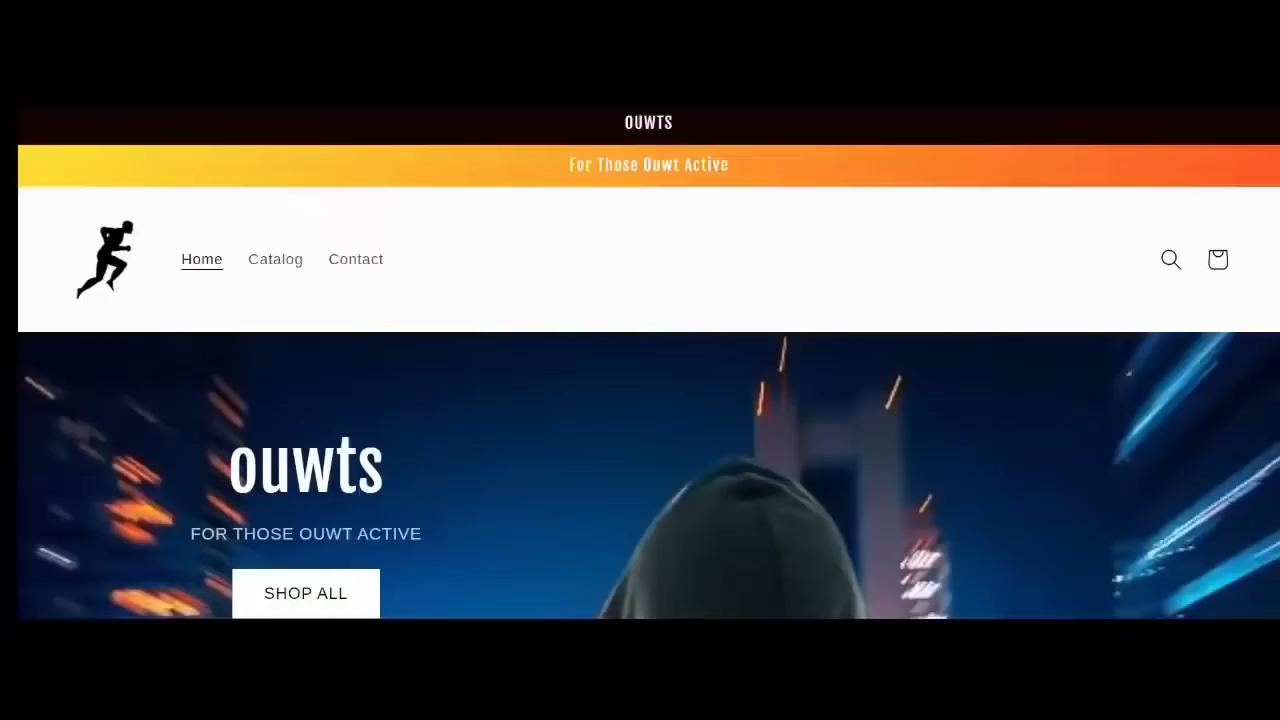 OUWTS
For Those Ouwt Active
Home Catalog Contact
ouwts
FOR THOSE OUWT ACTIVE
SHOP ALL